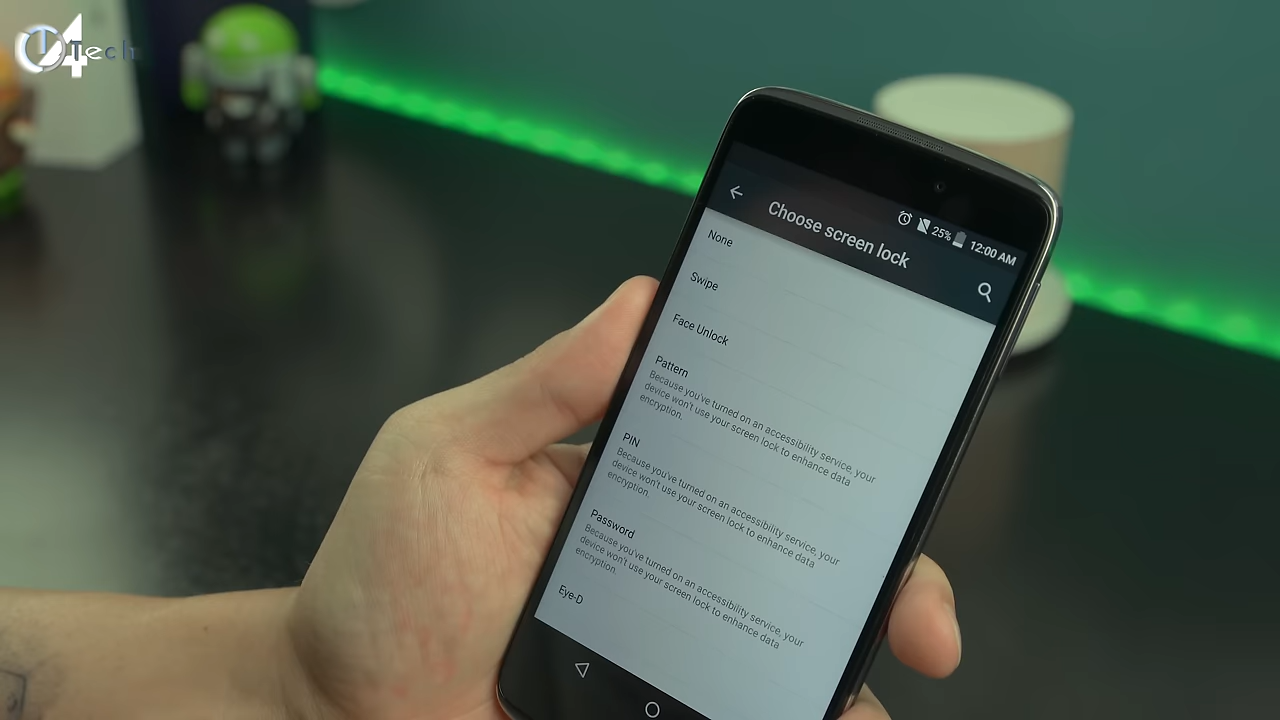 Tech
25% 12:00 AM
Choose screen lock
None
Swipe
Face Unlock
Pattern
Because you've turned on an accessibility service, your
device won't use your screen lock to enhance data
encryption.
PIN
Because you've turned on an accessibility service, your
device won't use your screen lock to enhance data
encryption.
Password
Because you've turned on an accessibility service, your
device won't use your screen lock to enhance data
encryption.
Eye-D